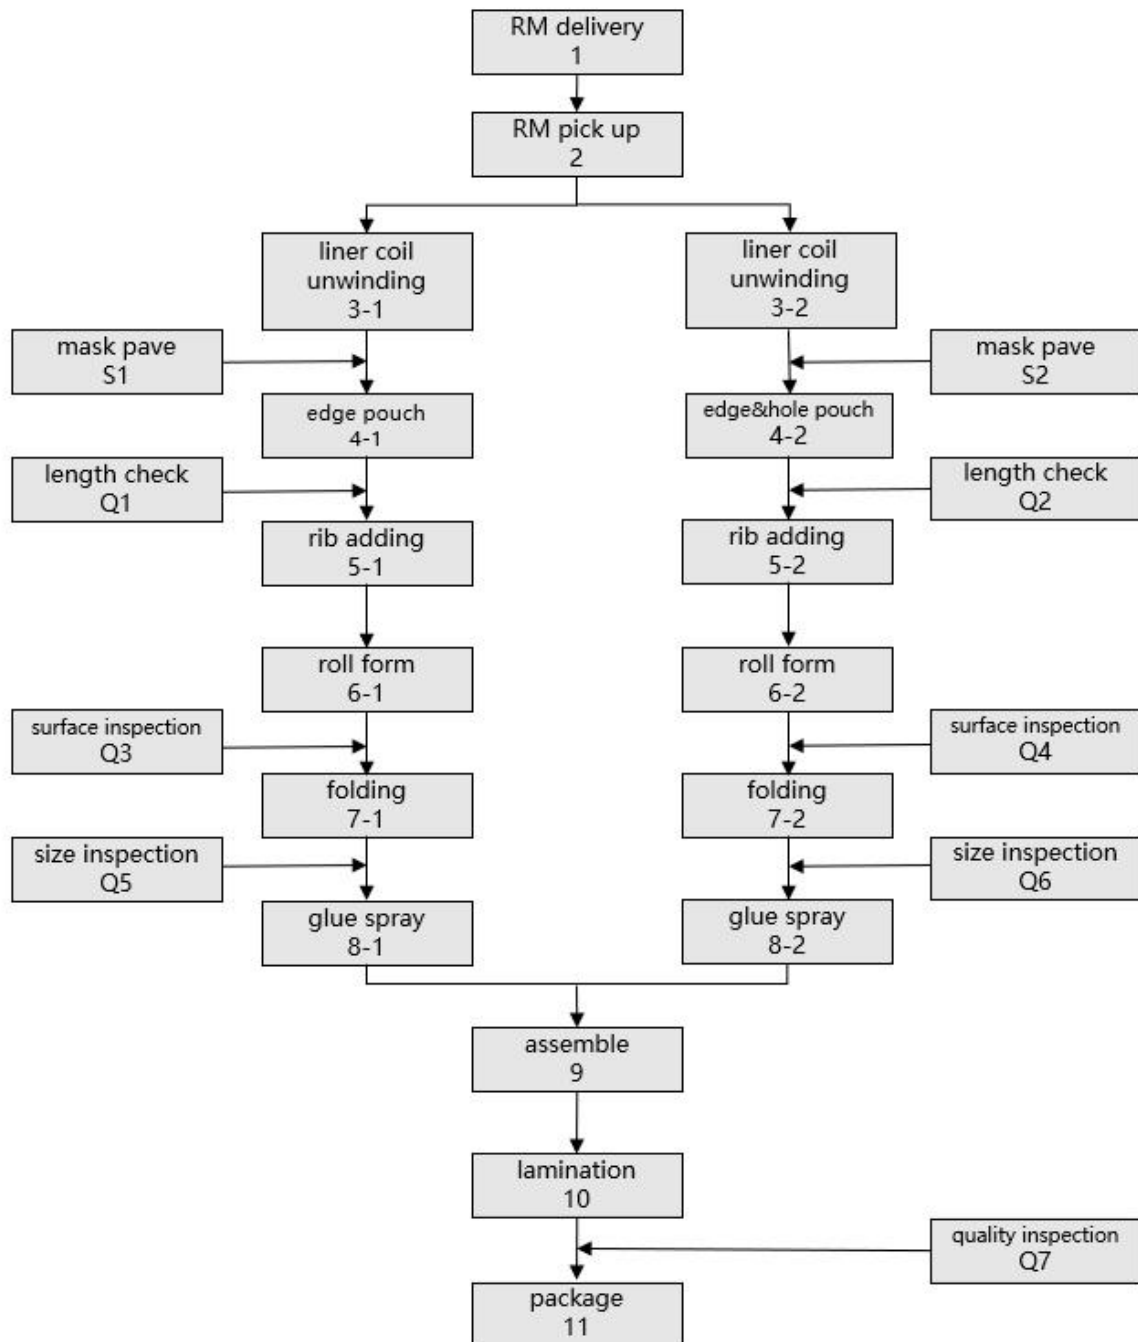 RM delivery
1
RM pick up
2
liner coil
unwinding
3-1
liner coil
unwinding
3-2
mask pave
S1
mask pave
S2
edge pouch
4-1
edge&hole pouch
4-2
length check
Q1
length check
Q2
rib adding
5-1
rib adding
5-2
roll form
6-1
roll form
6-2
surface inspection
Q3
surface inspection
Q4
folding
7-1
folding
7-2
size inspection
Q5
size inspection
Q6
glue spray
8-1
glue spray
8-2
assemble
9
lamination
10
quality inspection
Q7
package
11